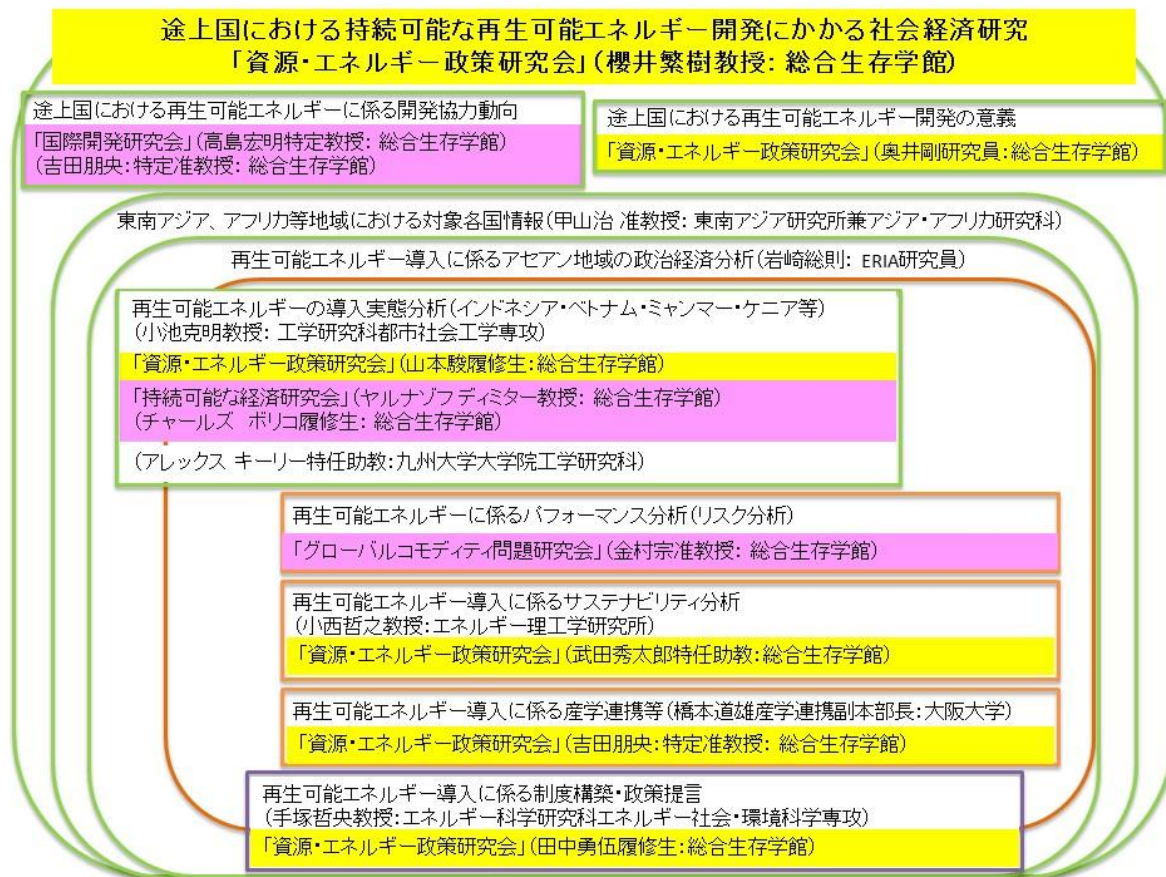 途上国における持続可能な再生可能エネルギー開発にかかる社会経済研究
「資源・エネルギー政策研究会」(櫻井繁樹教授: 総合生存学館)
途上国における再生可能エネルギーに係る開発協力動向
「国際開発研究会」(高島宏明特定教授: 総合生存学館)
(吉田朋央:特定准教授: 総合生存学館)
途上国における再生可能エネルギー開発の意義
「資源・エネルギー政策研究会」(奥井剛研究員:総合生存学館)
東南アジア、アフリカ等地域における対象各国情報(甲山治 准教授: 東南アジア研究所兼アジア・アフリカ研究科)
再生可能エネルギー導入に係るアセアン地域の政治経済分析(岩崎総則: ERIA研究員)
再生可能エネルギーの導入実態分析(インドネシア・ベトナム・ミャンマー・ケニア等)
(小池克明教授: 工学研究科都市社会工学専攻)
「資源・エネルギー政策研究会」(山本駿履修生:総合生存学館)
「持続可能な経済研究会」(ヤルナゾフ ディミター教授: 総合生存学館)
(チャールズ ボリコ履修生: 総合生存学館)
(アレックス キーリー特任助教:九州大学大学院工学研究科)
再生可能エネルギーに係るパフォーマンス分析(リスク分析)
「グローバルコモディティ問題研究会」(金村宗准教授: 総合生存学館)
再生可能エネルギー導入に係るサステナビリティ分析
(小西哲之教授:エネルギー理工学研究所)
「資源・エネルギー政策研究会」(武田秀太郎特任助教:総合生存学館)
再生可能エネルギー導入に係る産学連携等(橋本道雄産学連携副本部長:大阪大学)
「資源・エネルギー政策研究会」(吉田朋央:特定准教授: 総合生存学館)
再生可能エネルギー導入に係る制度構築・政策提言
(手塚哲央教授:エネルギー科学研究科エネルギー社会・環境科学専攻)
「資源・エネルギー政策研究会」(田中勇伍履修生:総合生存学館)